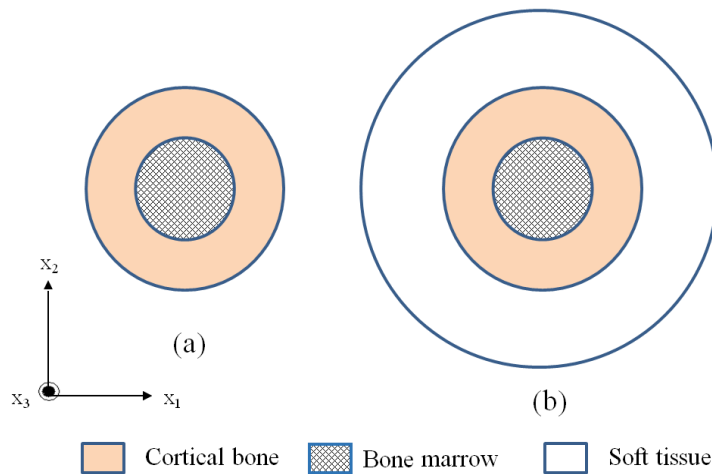 x₂
(a)
x₃
x₁
(b)
Cortical bone
Bone marrow
Soft tissue